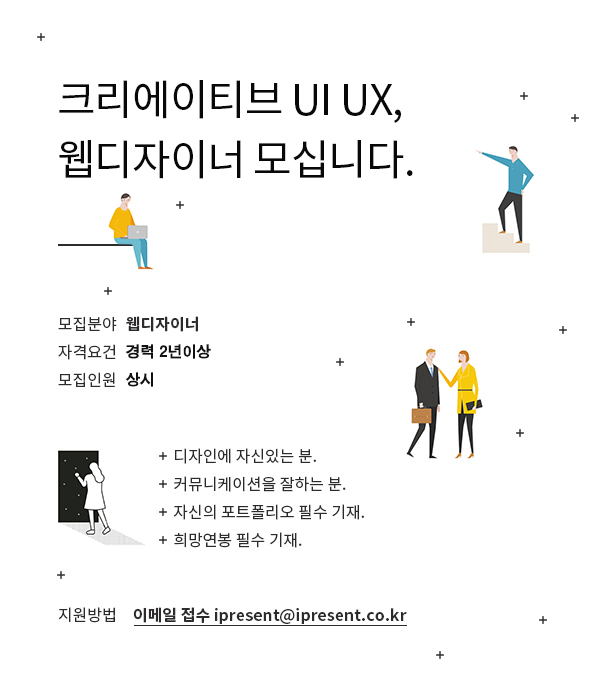 크리에이티브 UI UX,
웹디자이너 모십니다.
모집분야 웹디자이너
자격요건 경력 2년이상
모집인원 상시
+ 디자인에 자신있는 분.
+ 커뮤니케이션을 잘하는 분.
+ 자신의 포트폴리오 필수 기재.
+ 희망연봉 필수 기재.
지원방법 이메일 접수 ipresent@ipresent.co.kr